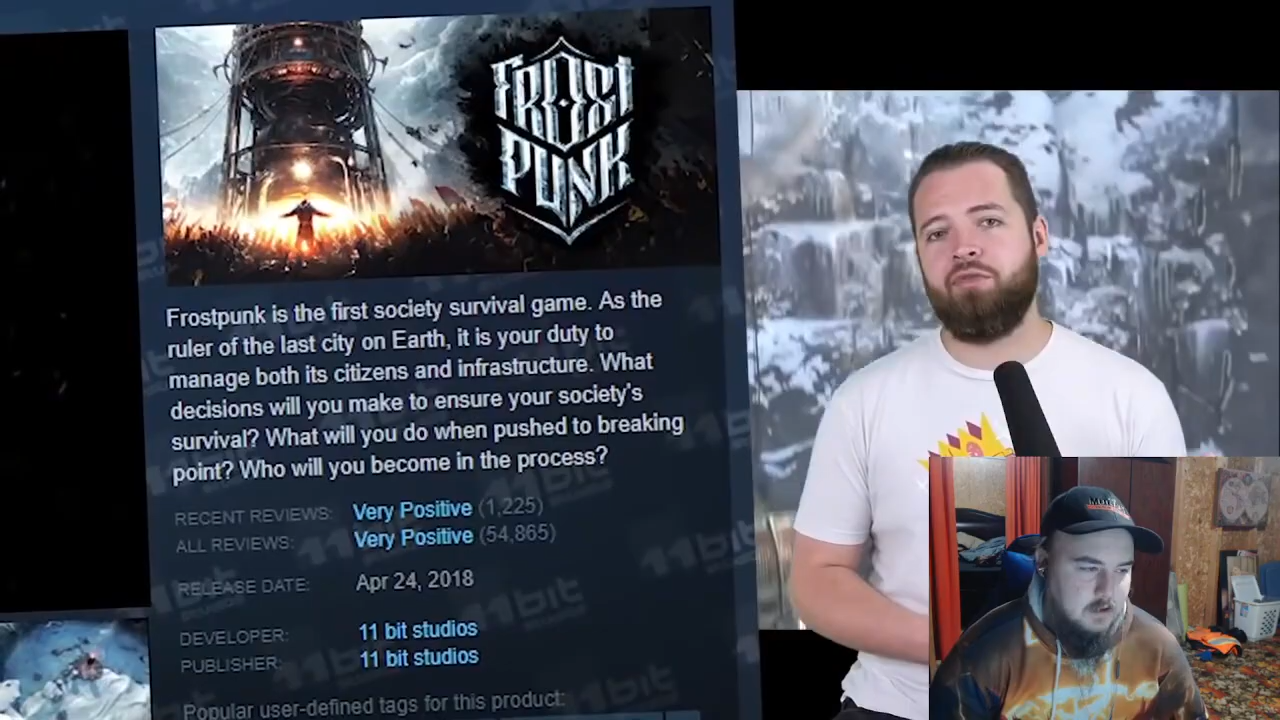 FROST
PUNK
Frostpunk is the first society survival game. As the
ruler of the last city on Earth, it is your duty to
manage both its citizens and infrastructure. What
decisions will you make to ensure your society's
survival? What will you do when pushed to breaking
point? Who will you become in the process?
RECENT REVIEWS: Very Positive (1,225)
ALL REVIEWS: Very Positive (54,865)
RELEASE DATE: Apr 24, 2018
DEVELOPER: 11 bit studios
PUBLISHER: 11 bit studios
Popular user-defined tags for this product: